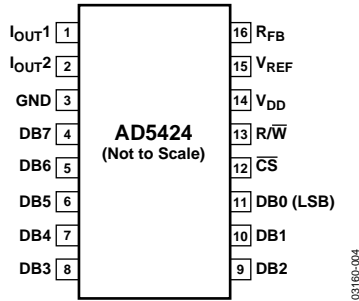 IOUT1 1
IOUT2 2
GND 3
DB7 4
DB6 5
DB5 6
DB4 7
DB3 8
AD5424
(Not to Scale)
16 RFB
15 VREF
14 VDD
13 R/W̅
12 C̅S̅
11 DB0 (LSB)
10 DB1
9 DB2
03160-004